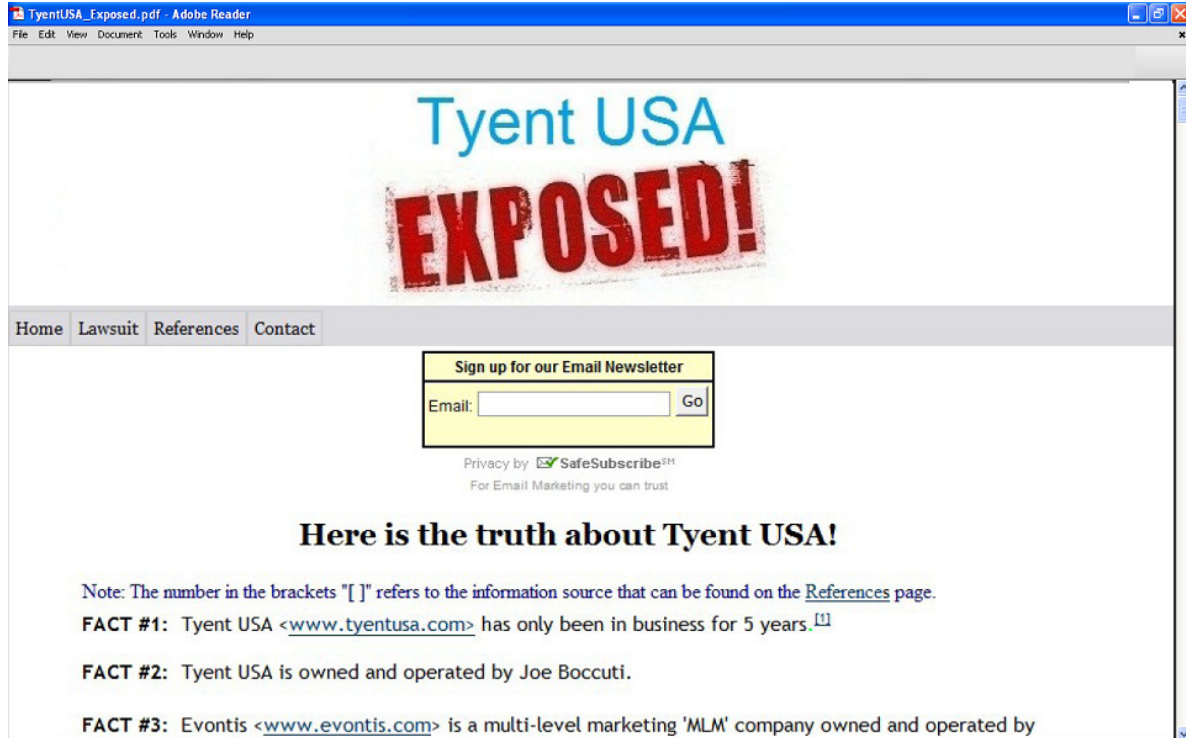 TyentUSA_Exposed.pdf - Adobe Reader
File Edit View Document Tools Window Help
Tyent USA
EXPOSED!
Home Lawsuit References Contact
Sign up for our Email Newsletter
Email: Go
Privacy by SafeSubscribe℠
For Email Marketing you can trust
Here is the truth about Tyent USA!
Note: The number in the brackets "[ ]" refers to the information source that can be found on the References page.
FACT #1: Tyent USA <www.tyentusa.com> has only been in business for 5 years.[1]
FACT #2: Tyent USA is owned and operated by Joe Boccuti.
FACT #3: Evontis <www.evontis.com> is a multi-level marketing 'MLM' company owned and operated by